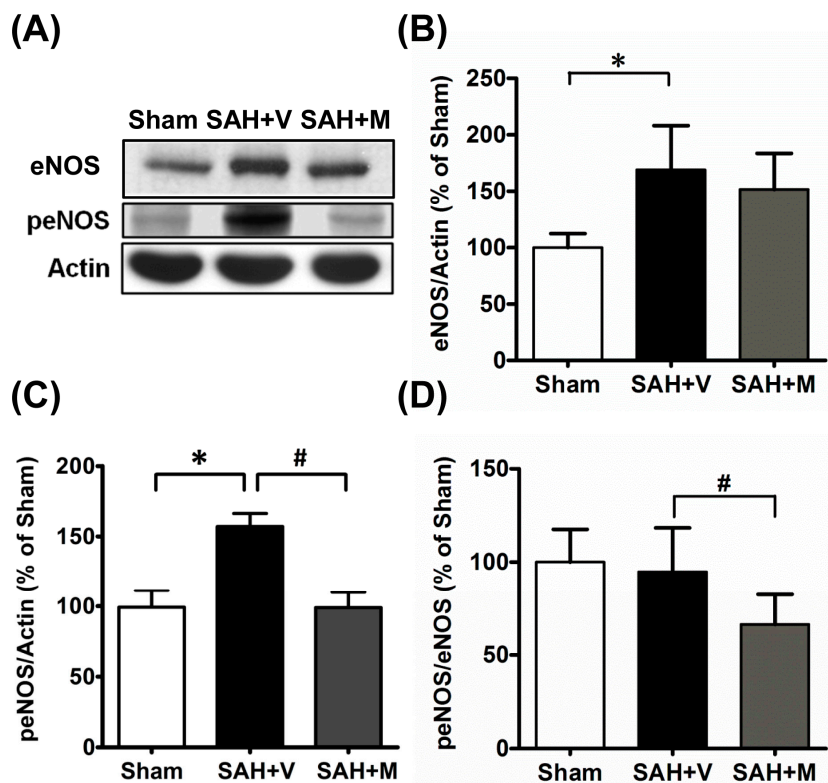 (A)
Sham SAH+V SAH+M
eNOS
peNOS
Actin
(B)
eNOS/Actin (% of Sham)
250
200
150
100
50
0
*
Sham SAH+V SAH+M
(C)
peNOS/Actin (% of Sham)
200
150
100
50
0
* #
Sham SAH+V SAH+M
(D)
peNOS/eNOS (% of Sham)
150
100
50
0
#
Sham SAH+V SAH+M